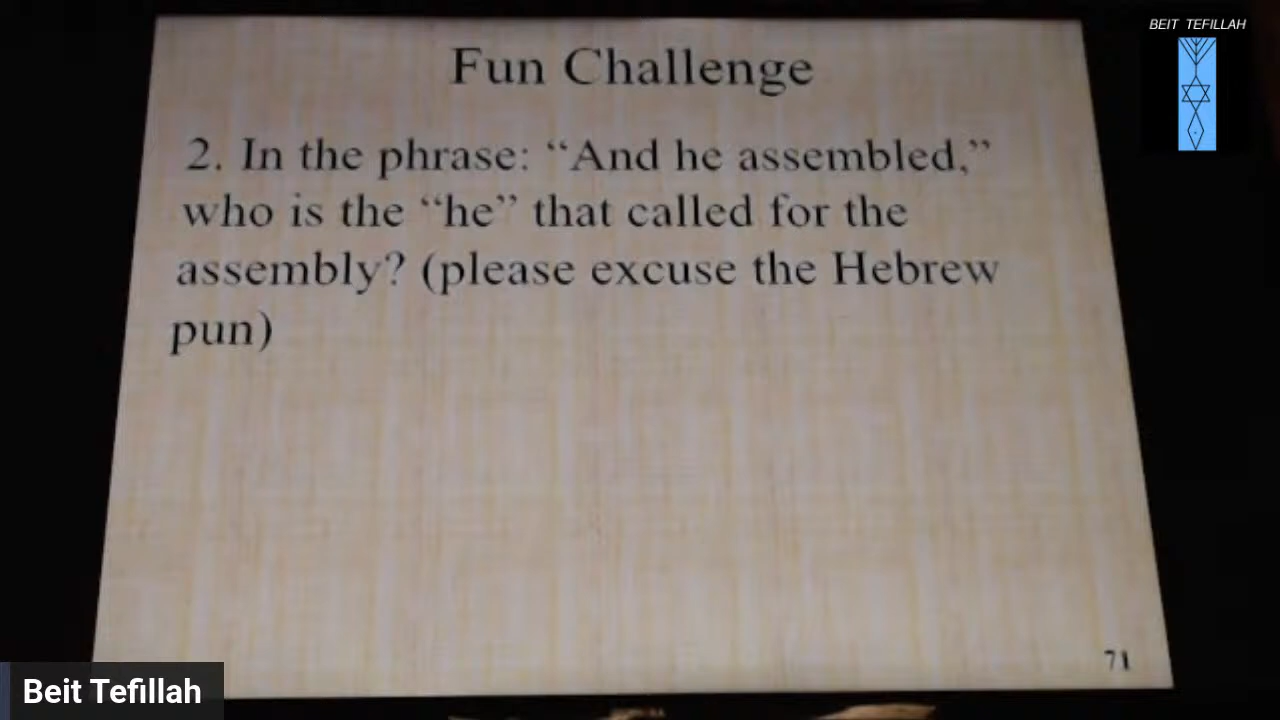 BEIT TEFILLAH
Fun Challenge
2. In the phrase: “And he assembled,”
who is the “he” that called for the
assembly? (please excuse the Hebrew
pun)
71
Beit Tefillah